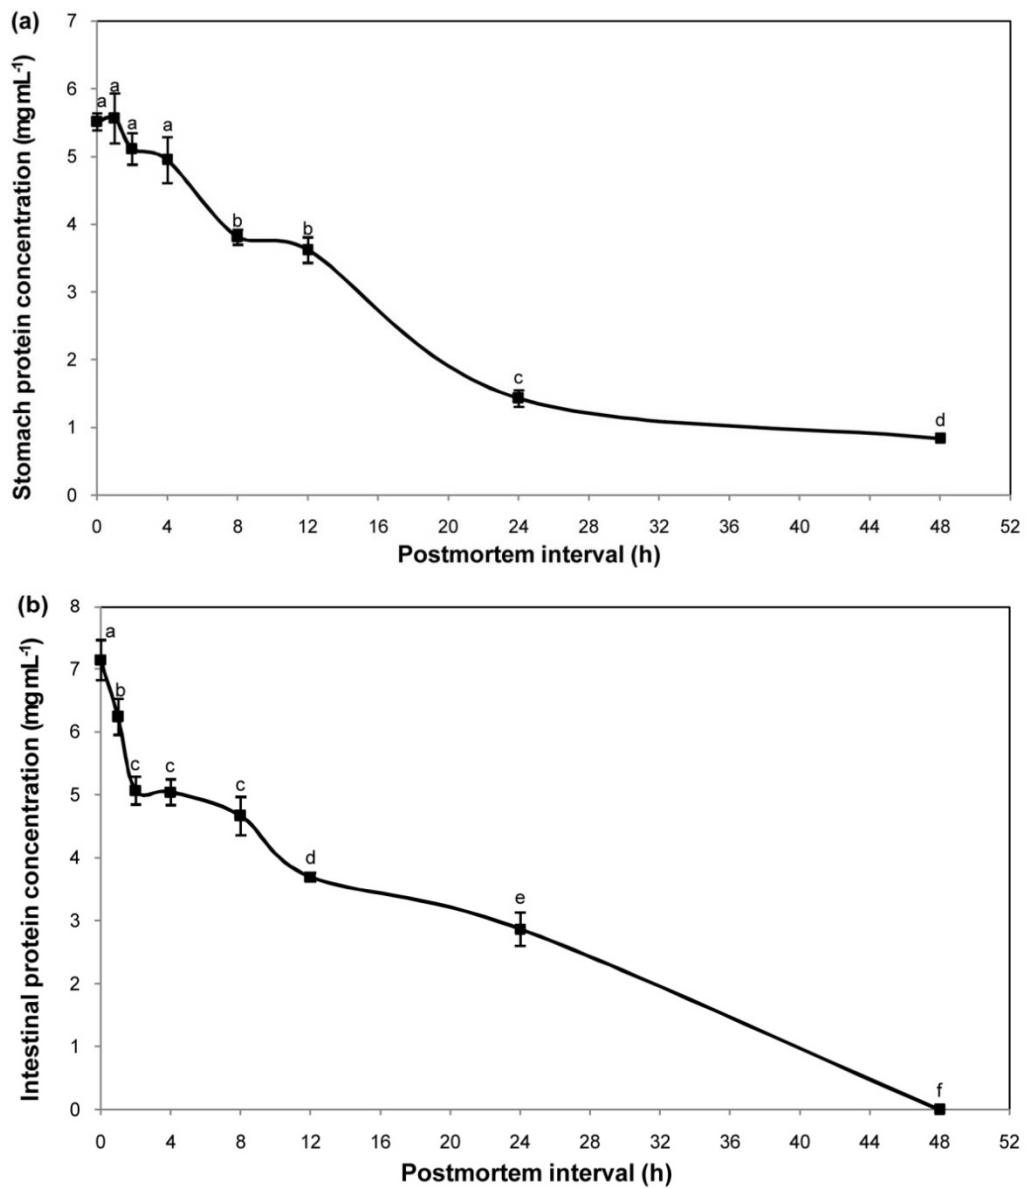 (a)
Stomach protein concentration (mgmL-1)
7
6
5
4
3
2
1
0
a
a
a
a
b
b
c
d
0 4 8 12 16 20 24 28 32 36 40 44 48 52
Postmortem interval (h)
(b)
Intestinal protein concentration (mgmL-1)
8
7
6
5
4
3
2
1
0
a
b
c
c
c
d
e
f
0 4 8 12 16 20 24 28 32 36 40 44 48 52
Postmortem interval (h)